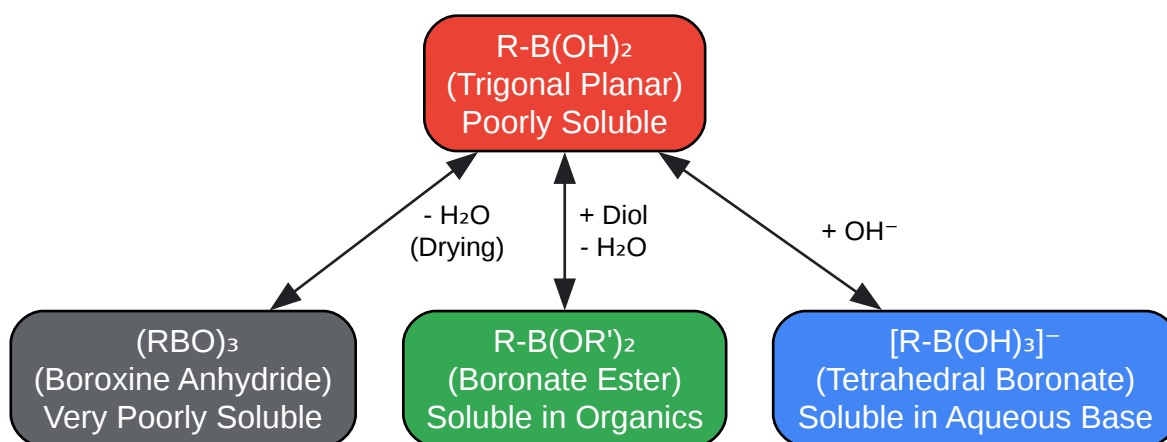 R-B(OH)₂
(Trigonal Planar)
Poorly Soluble
- H₂O
(Drying)
+ Diol
- H₂O
+ OH⁻
(RBO)₃
(Boroxine Anhydride)
Very Poorly Soluble
R-B(OR')₂
(Boronate Ester)
Soluble in Organics
[R-B(OH)₃]⁻
(Tetrahedral Boronate)
Soluble in Aqueous Base